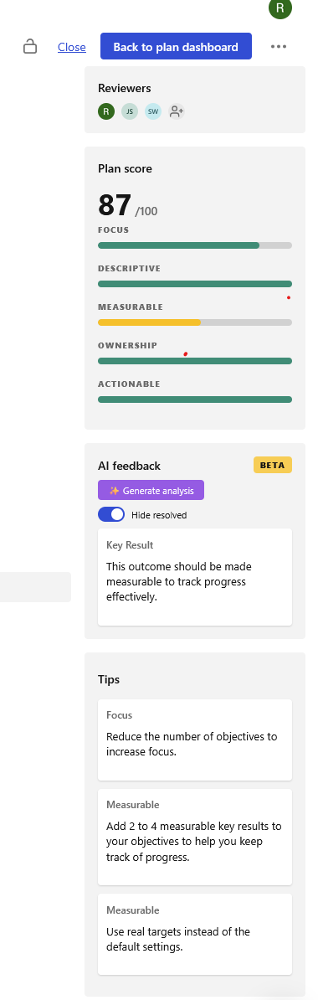 R
Close
Back to plan dashboard
Reviewers
R JS SW
Plan score
87 /100
FOCUS
DESCRIPTIVE
MEASURABLE
OWNERSHIP
ACTIONABLE
AI feedback
BETA
✨ Generate analysis
Hide resolved
Key Result
This outcome should be made
measurable to track progress
effectively.
Tips
Focus
Reduce the number of objectives to
increase focus.
Measurable
Add 2 to 4 measurable key results to
your objectives to help you keep
track of progress.
Measurable
Use real targets instead of the
default settings.